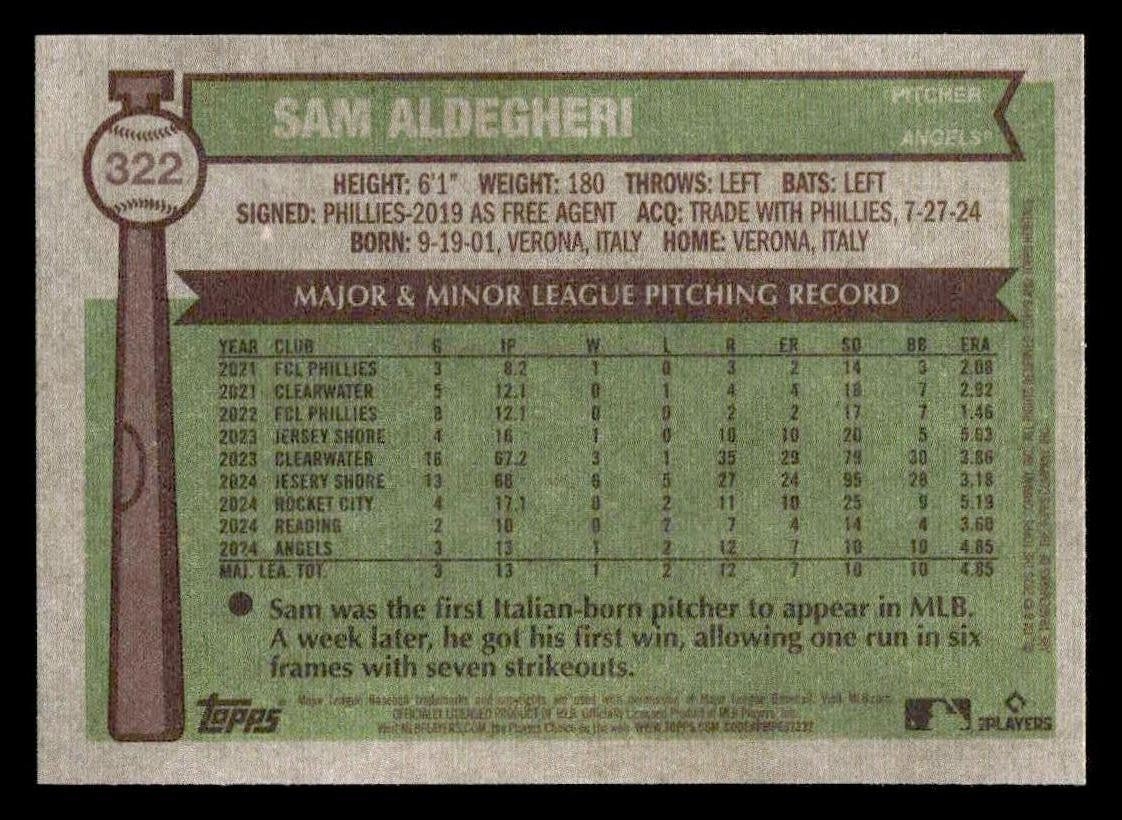 PITCHER
SAM ALDEGHERI
ANGELS®
322
HEIGHT: 6'1" WEIGHT: 180 THROWS: LEFT BATS: LEFT
SIGNED: PHILLIES-2019 AS FREE AGENT ACQ: TRADE WITH PHILLIES, 7-27-24
BORN: 9-19-01, VERONA, ITALY HOME: VERONA, ITALY
MAJOR & MINOR LEAGUE PITCHING RECORD
YEAR CLUB G IP W L R ER SO BB ERA
2021 FCL PHILLIES 3 8.2 1 0 3 2 14 3 2.08
2021 CLEARWATER 5 12.1 0 1 4 4 18 7 2.92
2022 FCL PHILLIES 8 12.1 0 0 2 2 17 7 1.46
2023 JERSEY SHORE 4 16 1 0 10 10 20 5 5.63
2023 CLEARWATER 16 67.2 3 1 35 29 79 30 3.86
2024 JESERY SHORE 13 68 6 5 27 24 95 28 3.18
2024 ROCKET CITY 4 17.1 0 2 11 10 25 9 5.19
2024 READING 2 10 0 2 7 4 14 4 3.60
2024 ANGELS 3 13 1 2 12 7 10 10 4.85
MAJ. LEA. TOT. 3 13 1 2 12 7 10 10 4.85
Sam was the first Italian-born pitcher to appear in MLB.
A week later, he got his first win, allowing one run in six
frames with seven strikeouts.
topps
PLAYERS